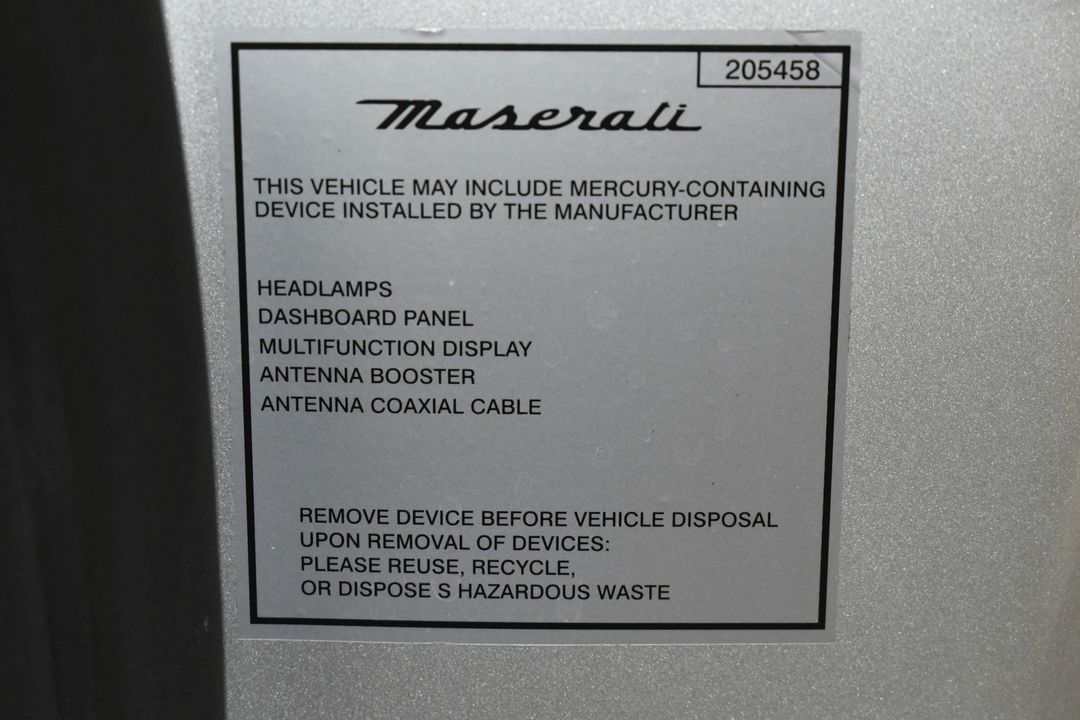 205458
Maserati
THIS VEHICLE MAY INCLUDE MERCURY-CONTAINING
DEVICE INSTALLED BY THE MANUFACTURER
HEADLAMPS
DASHBOARD PANEL
MULTIFUNCTION DISPLAY
ANTENNA BOOSTER
ANTENNA COAXIAL CABLE
REMOVE DEVICE BEFORE VEHICLE DISPOSAL
UPON REMOVAL OF DEVICES:
PLEASE REUSE, RECYCLE,
OR DISPOSE S HAZARDOUS WASTE